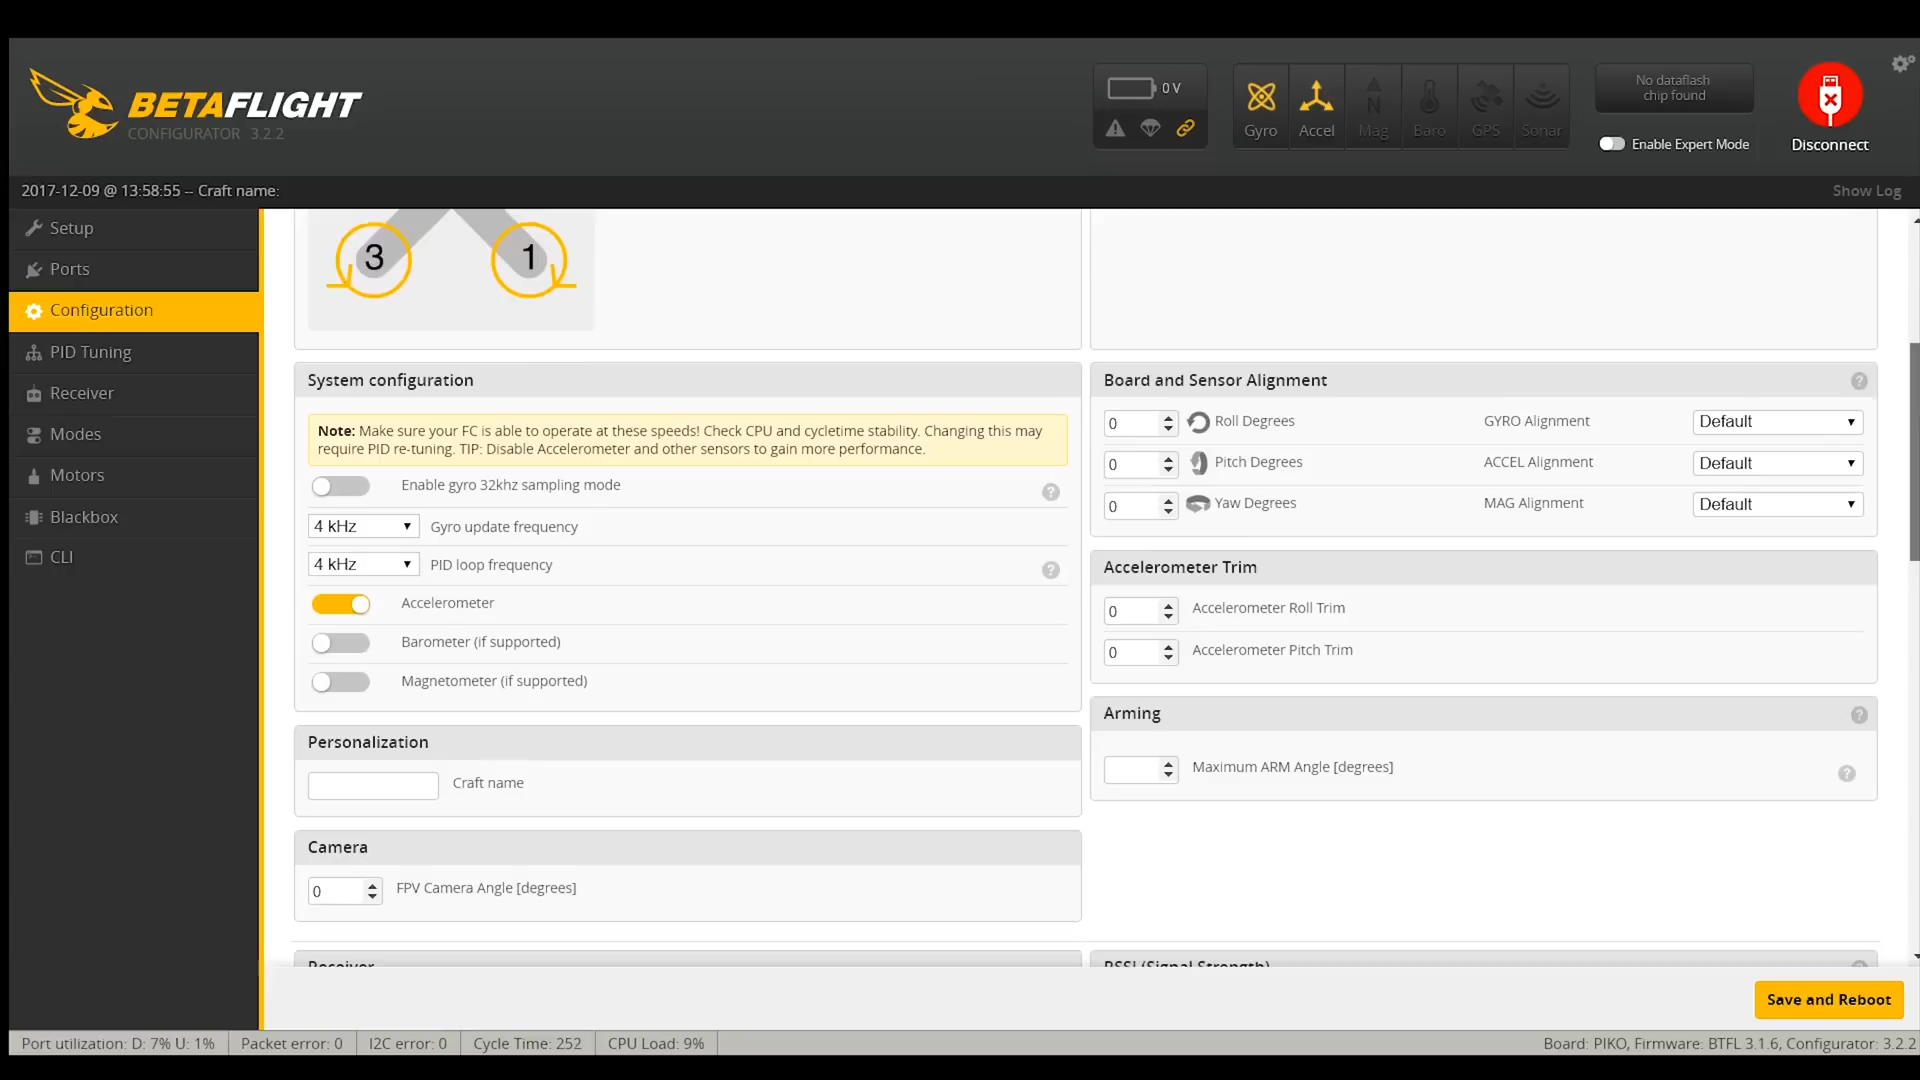 BETAFLIGHT
CONFIGURATOR 3.2.2
0 V
Gyro
Accel
Mag
Baro
GPS
Sonar
No dataflash
chip found
Enable Expert Mode
Disconnect
2017-12-09 @ 13:58:55 -- Craft name:
Show Log
Setup
Ports
Configuration
PID Tuning
Receiver
Modes
Motors
Blackbox
CLI
3
1
System configuration
Note: Make sure your FC is able to operate at these speeds! Check CPU and cycletime stability. Changing this may
require PID re-tuning. TIP: Disable Accelerometer and other sensors to gain more performance.
Enable gyro 32khz sampling mode
?
4 kHz
Gyro update frequency
4 kHz
PID loop frequency
?
Accelerometer
Barometer (if supported)
Magnetometer (if supported)
Personalization
Craft name
Camera
0
FPV Camera Angle [degrees]
Receiver
Board and Sensor Alignment
?
0
Roll Degrees
GYRO Alignment
Default
0
Pitch Degrees
ACCEL Alignment
Default
0
Yaw Degrees
MAG Alignment
Default
Accelerometer Trim
0
Accelerometer Roll Trim
0
Accelerometer Pitch Trim
Arming
?
Maximum ARM Angle [degrees]
?
RSSI (Signal Strength)
Save and Reboot
Port utilization: D: 7% U: 1%
Packet error: 0
I2C error: 0
Cycle Time: 252
CPU Load: 9%
Board: PIKO, Firmware: BTFL 3.1.6, Configurator: 3.2.2